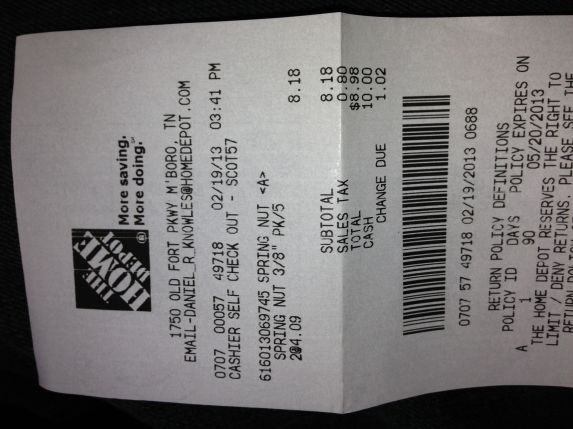 THE
HOME
DEPOT
More saving.
More doing.
1750 OLD FORT PKWY M'BORO, TN
EMAIL-DANIEL_R_KNOWLES@HOMEDEPOT.COM
0707 00057 49718 02/19/13 03:41 PM
CASHIER SELF CHECK OUT - SCOT57
616013069745 SPRING NUT <A>
SPRING NUT 3/8" PK/5
2@4.09 8.18
SUBTOTAL 8.18
SALES TAX 0.80
TOTAL $8.98
CASH 10.00
CHANGE DUE 1.02
0707 57 49718 02/19/2013 0688
RETURN POLICY DEFINITIONS
POLICY ID DAYS POLICY EXPIRES ON
A 1 90 05/20/2013
THE HOME DEPOT RESERVES THE RIGHT TO
LIMIT / DENY RETURNS. PLEASE SEE THE
RETURN POLICY